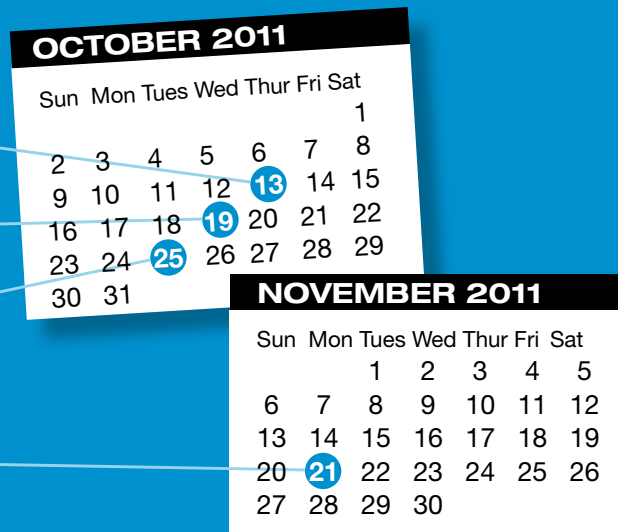 OCTOBER 2011
Sun Mon Tues Wed Thur Fri Sat
1
2 3 4 5 6 7 8
9 10 11 12 13 14 15
16 17 18 19 20 21 22
23 24 25 26 27 28 29
30 31
NOVEMBER 2011
Sun Mon Tues Wed Thur Fri Sat
1 2 3 4 5
6 7 8 9 10 11 12
13 14 15 16 17 18 19
20 21 22 23 24 25 26
27 28 29 30